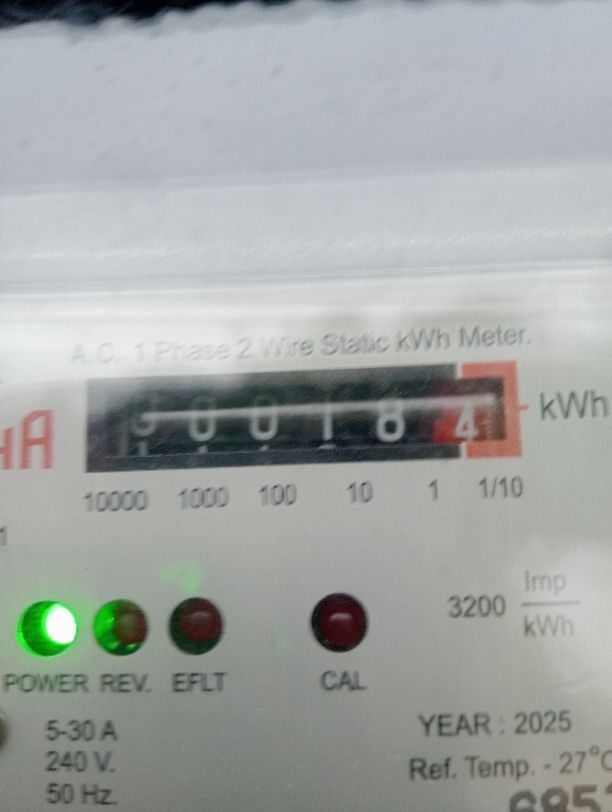 A.C. 1 Phase 2 Wire Static kWh Meter.
0 0 0 1 8 4
kWh
10000 1000 100 10 1 1/10
3200 Imp
kWh
POWER REV. EFLT CAL
5-30 A
240 V.
50 Hz.
YEAR : 2025
Ref. Temp. - 27°C